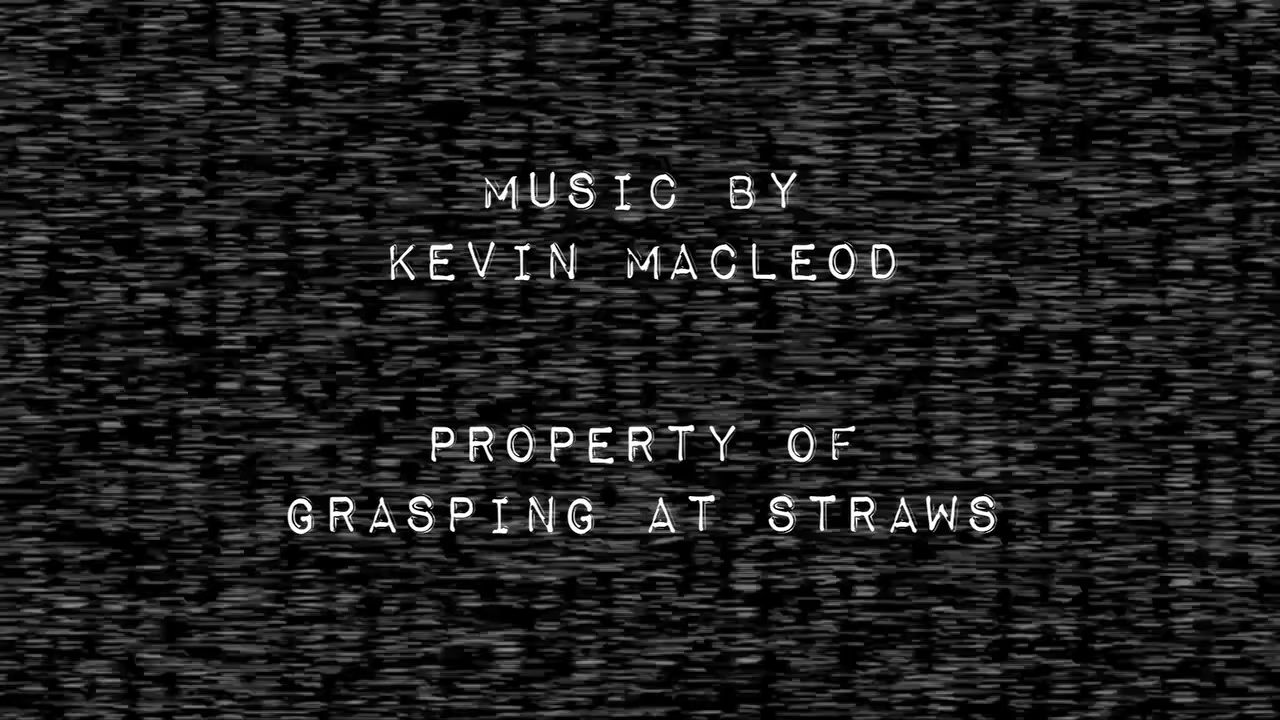 MUSIC BY
KEVIN MACLEOD
PROPERTY OF
GRASPING AT STRAWS